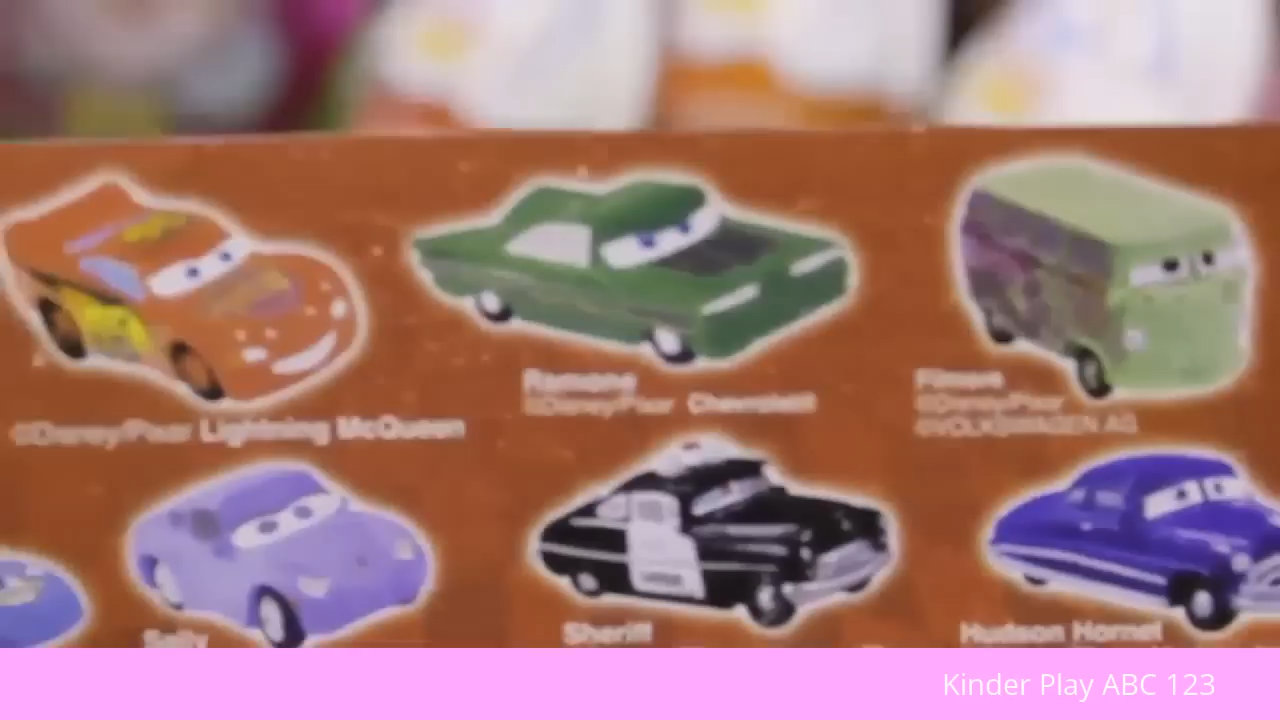 Ramone
©Disney/Pixar Chevrolet
Fillmore
©Disney/Pixar
©VOLKSWAGEN AG
©Disney/Pixar Lightning McQueen
Sally
Sheriff
Hudson Hornet
Kinder Play ABC 123